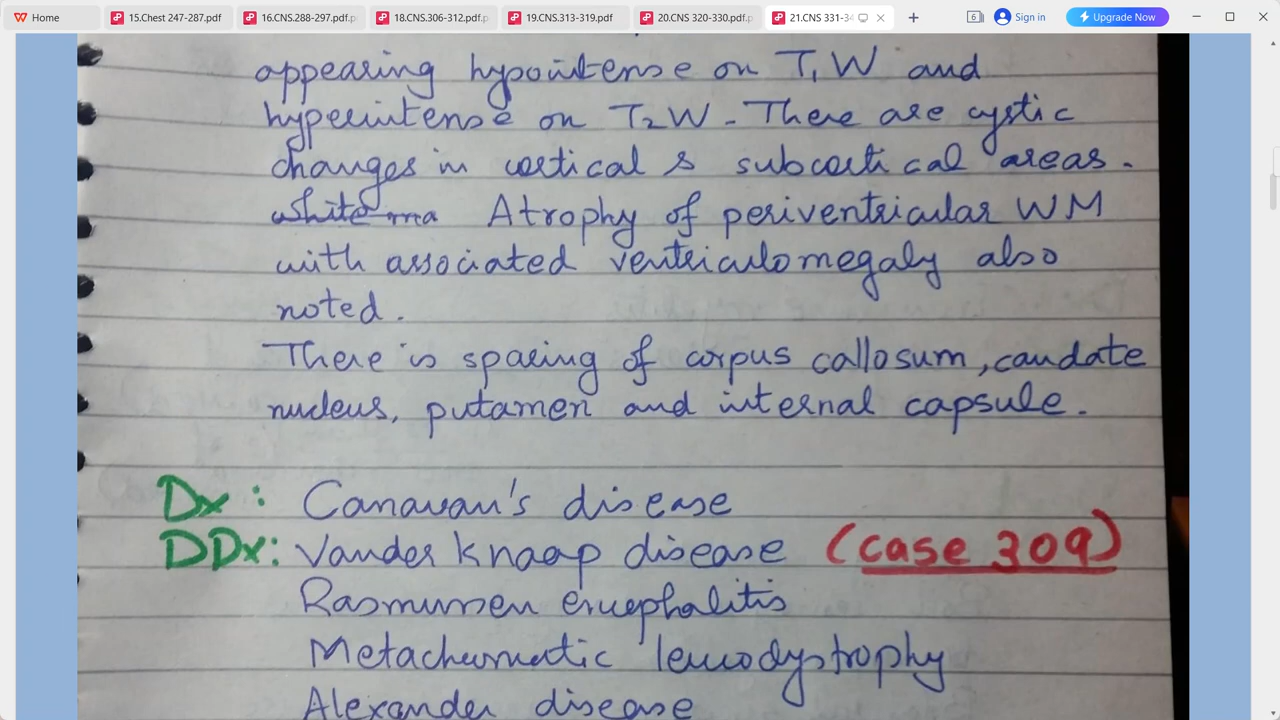 Home
15.Chest 247-287.pdf
16.CNS.288-297.pdf.p
18.CNS.306-312.pdf.p
19.CNS.313-319.pdf
20.CNS 320-330.pdf.p
21.CNS 331-34
6
Sign in
Upgrade Now
appearing hypointense on T1W and
hyperintense on T2W. There are cystic
changes in cortical & subcortical areas.
white ma Atrophy of periventricular WM
with associated ventriculomegaly also
noted.
There is sparing of corpus callosum, caudate
nucleus, putamen and internal capsule.
Dx: Canavan's disease
DDx: Vander Knaap disease (case 309)
Rasmussen encephalitis
Metachromatic leucodystrophy
Alexander disease